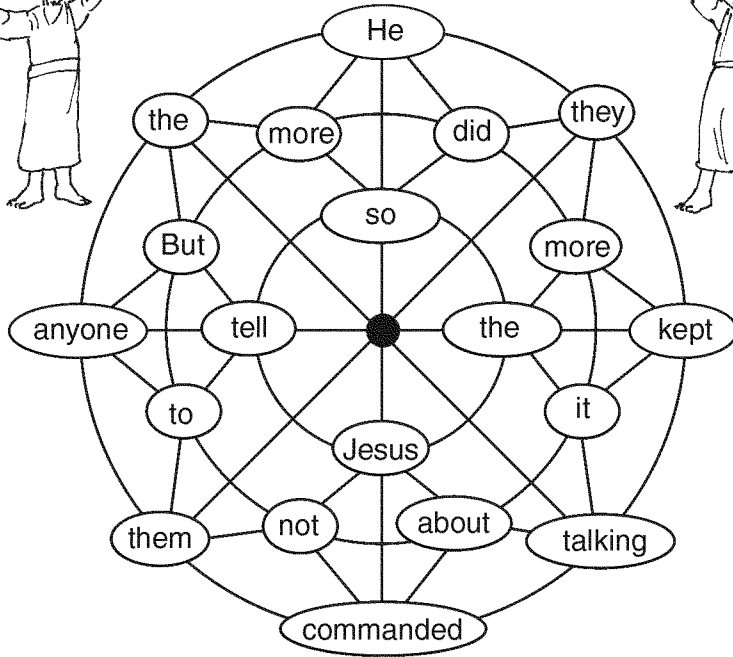 He
the
more
did
they
so
But
more
anyone
tell
the
kept
to
it
Jesus
them
not
about
talking
commanded